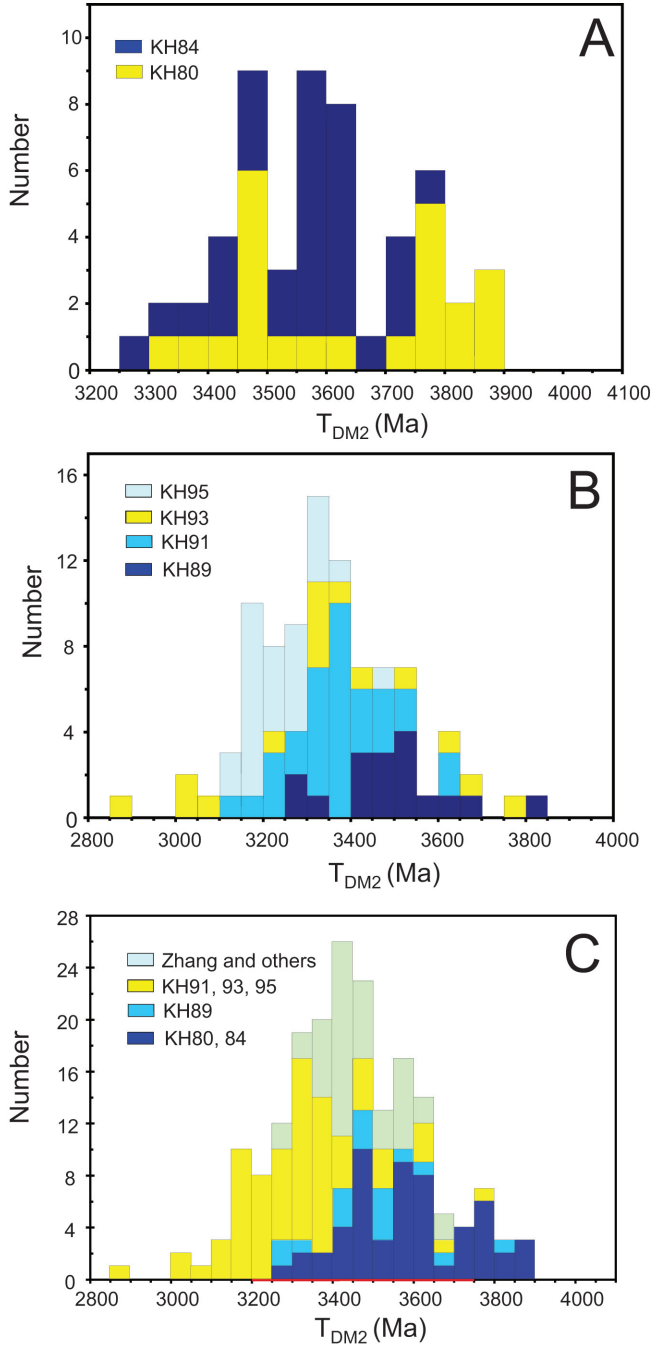 A
KH84
KH80
Number
10
8
6
4
2
0
3200 3300 3400 3500 3600 3700 3800 3900 4000 4100
TDM2 (Ma)
B
KH95
KH93
KH91
KH89
Number
16
12
8
4
0
2800 3000 3200 3400 3600 3800 4000
TDM2 (Ma)
C
Zhang and others
KH91, 93, 95
KH89
KH80, 84
Number
28
24
20
16
12
8
4
0
2800 3000 3200 3400 3600 3800 4000
TDM2 (Ma)